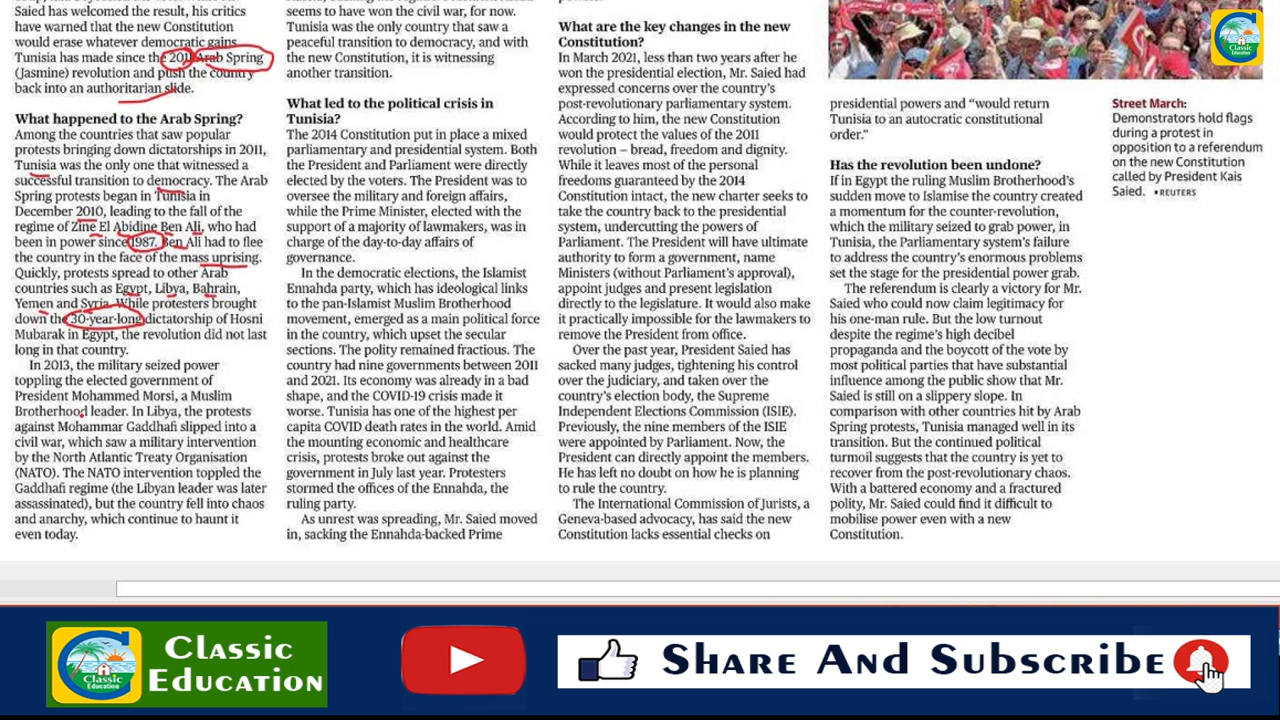 Saied has welcomed the result, his critics
have warned that the new Constitution
would erase whatever democratic gains
Tunisia has made since the 2011 Arab Spring
(Jasmine) revolution and push the country
back into an authoritarian slide.
What happened to the Arab Spring?
Among the countries that saw popular
protests bringing down dictatorships in 2011,
Tunisia was the only one that witnessed a
successful transition to democracy. The Arab
Spring protests began in Tunisia in
December 2010, leading to the fall of the
regime of Zine El Abidine Ben Ali, who had
been in power since 1987. Ben Ali had to flee
the country in the face of the mass uprising.
Quickly, protests spread to other Arab
countries such as Egypt, Libya, Bahrain,
Yemen and Syria. While protesters brought
down the 30-year-long dictatorship of Hosni
Mubarak in Egypt, the revolution did not last
long in that country.
In 2013, the military seized power
toppling the elected government of
President Mohammed Morsi, a Muslim
Brotherhood leader. In Libya, the protests
against Mohammar Gaddhafi slipped into a
civil war, which saw a military intervention
by the North Atlantic Treaty Organisation
(NATO). The NATO intervention toppled the
Gaddhafi regime (the Libyan leader was later
assassinated), but the country fell into chaos
and anarchy, which continue to haunt it
even today.
seems to have won the civil war, for now.
Tunisia was the only country that saw a
peaceful transition to democracy, and with
the new Constitution, it is witnessing
another transition.
What led to the political crisis in
Tunisia?
The 2014 Constitution put in place a mixed
parliamentary and presidential system. Both
the President and Parliament were directly
elected by the voters. The President was to
oversee the military and foreign affairs,
while the Prime Minister, elected with the
support of a majority of lawmakers, was in
charge of the day-to-day affairs of
governance.
In the democratic elections, the Islamist
Ennahda party, which has ideological links
to the pan-Islamist Muslim Brotherhood
movement, emerged as a main political force
in the country, which upset the secular
sections. The polity remained fractious. The
country had nine governments between 2011
and 2021. Its economy was already in a bad
shape, and the COVID-19 crisis made it
worse. Tunisia has one of the highest per
capita COVID death rates in the world. Amid
the mounting economic and healthcare
crisis, protests broke out against the
government in July last year. Protesters
stormed the offices of the Ennahda, the
ruling party.
As unrest was spreading, Mr. Saied moved
in, sacking the Ennahda-backed Prime
What are the key changes in the new
Constitution?
In March 2021, less than two years after he
won the presidential election, Mr. Saied had
expressed concerns over the country's
post-revolutionary parliamentary system.
According to him, the new Constitution
would protect the values of the 2011
revolution – bread, freedom and dignity.
While it leaves most of the personal
freedoms guaranteed by the 2014
Constitution intact, the new charter seeks to
take the country back to the presidential
system, undercutting the powers of
Parliament. The President will have ultimate
authority to form a government, name
Ministers (without Parliament's approval),
appoint judges and present legislation
directly to the legislature. It would also make
it practically impossible for the lawmakers to
remove the President from office.
Over the past year, President Saied has
sacked many judges, tightening his control
over the judiciary, and taken over the
country's election body, the Supreme
Independent Elections Commission (ISIE).
Previously, the nine members of the ISIE
were appointed by Parliament. Now, the
President can directly appoint the members.
He has left no doubt on how he is planning
to rule the country.
The International Commission of Jurists, a
Geneva-based advocacy, has said the new
Constitution lacks essential checks on
presidential powers and “would return
Tunisia to an autocratic constitutional
order.”
Has the revolution been undone?
If in Egypt the ruling Muslim Brotherhood's
sudden move to Islamise the country created
a momentum for the counter-revolution,
which the military seized to grab power, in
Tunisia, the Parliamentary system's failure
to address the country's enormous problems
set the stage for the presidential power grab.
The referendum is clearly a victory for Mr.
Saied who could now claim legitimacy for
his one-man rule. But the low turnout
despite the regime's high decibel
propaganda and the boycott of the vote by
most political parties that have substantial
influence among the public show that Mr.
Saied is still on a slippery slope. In
comparison with other countries hit by Arab
Spring protests, Tunisia managed well in its
transition. But the continued political
turmoil suggests that the country is yet to
recover from the post-revolutionary chaos.
With a battered economy and a fractured
polity, Mr. Saied could find it difficult to
mobilise power even with a new
Constitution.
Street March:
Demonstrators hold flags
during a protest in
opposition to a referendum
on the new Constitution
called by President Kais
Saied. •REUTERS
Classic
Education
Classic
Education
Classic
Education
Share And Subscribe